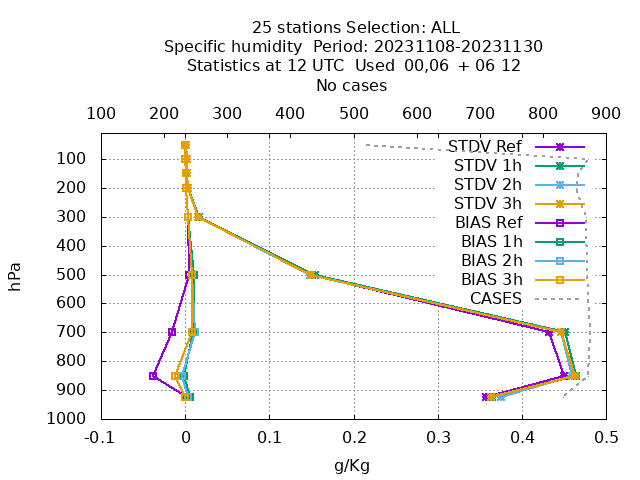 25 stations Selection: ALL
Specific humidity  Period: 20231108-20231130
Statistics at 12 UTC  Used  00,06  + 06 12
No cases
100 200 300 400 500 600 700 800 900
STDV Ref
STDV 1h
STDV 2h
STDV 3h
BIAS Ref
BIAS 1h
BIAS 2h
BIAS 3h
CASES
hPa
100
200
300
400
500
600
700
800
900
1000
-0.1 0 0.1 0.2 0.3 0.4 0.5
g/Kg